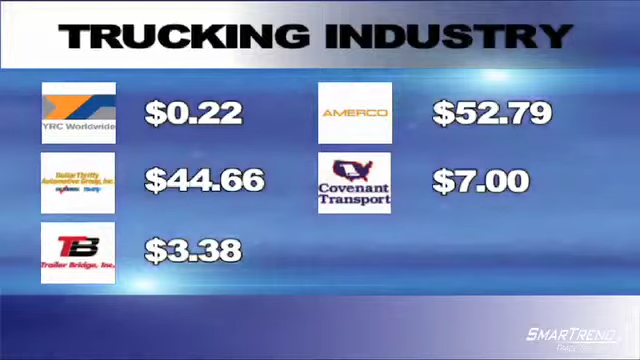 TRUCKING INDUSTRY
YRC Worldwide
$0.22
AMERCO
$52.79
Dollar Thrifty
Automotive Group, Inc.
$44.66
Covenant
Transport
$7.00
TB
Trailer Bridge, Inc.
$3.38
SMARTREND